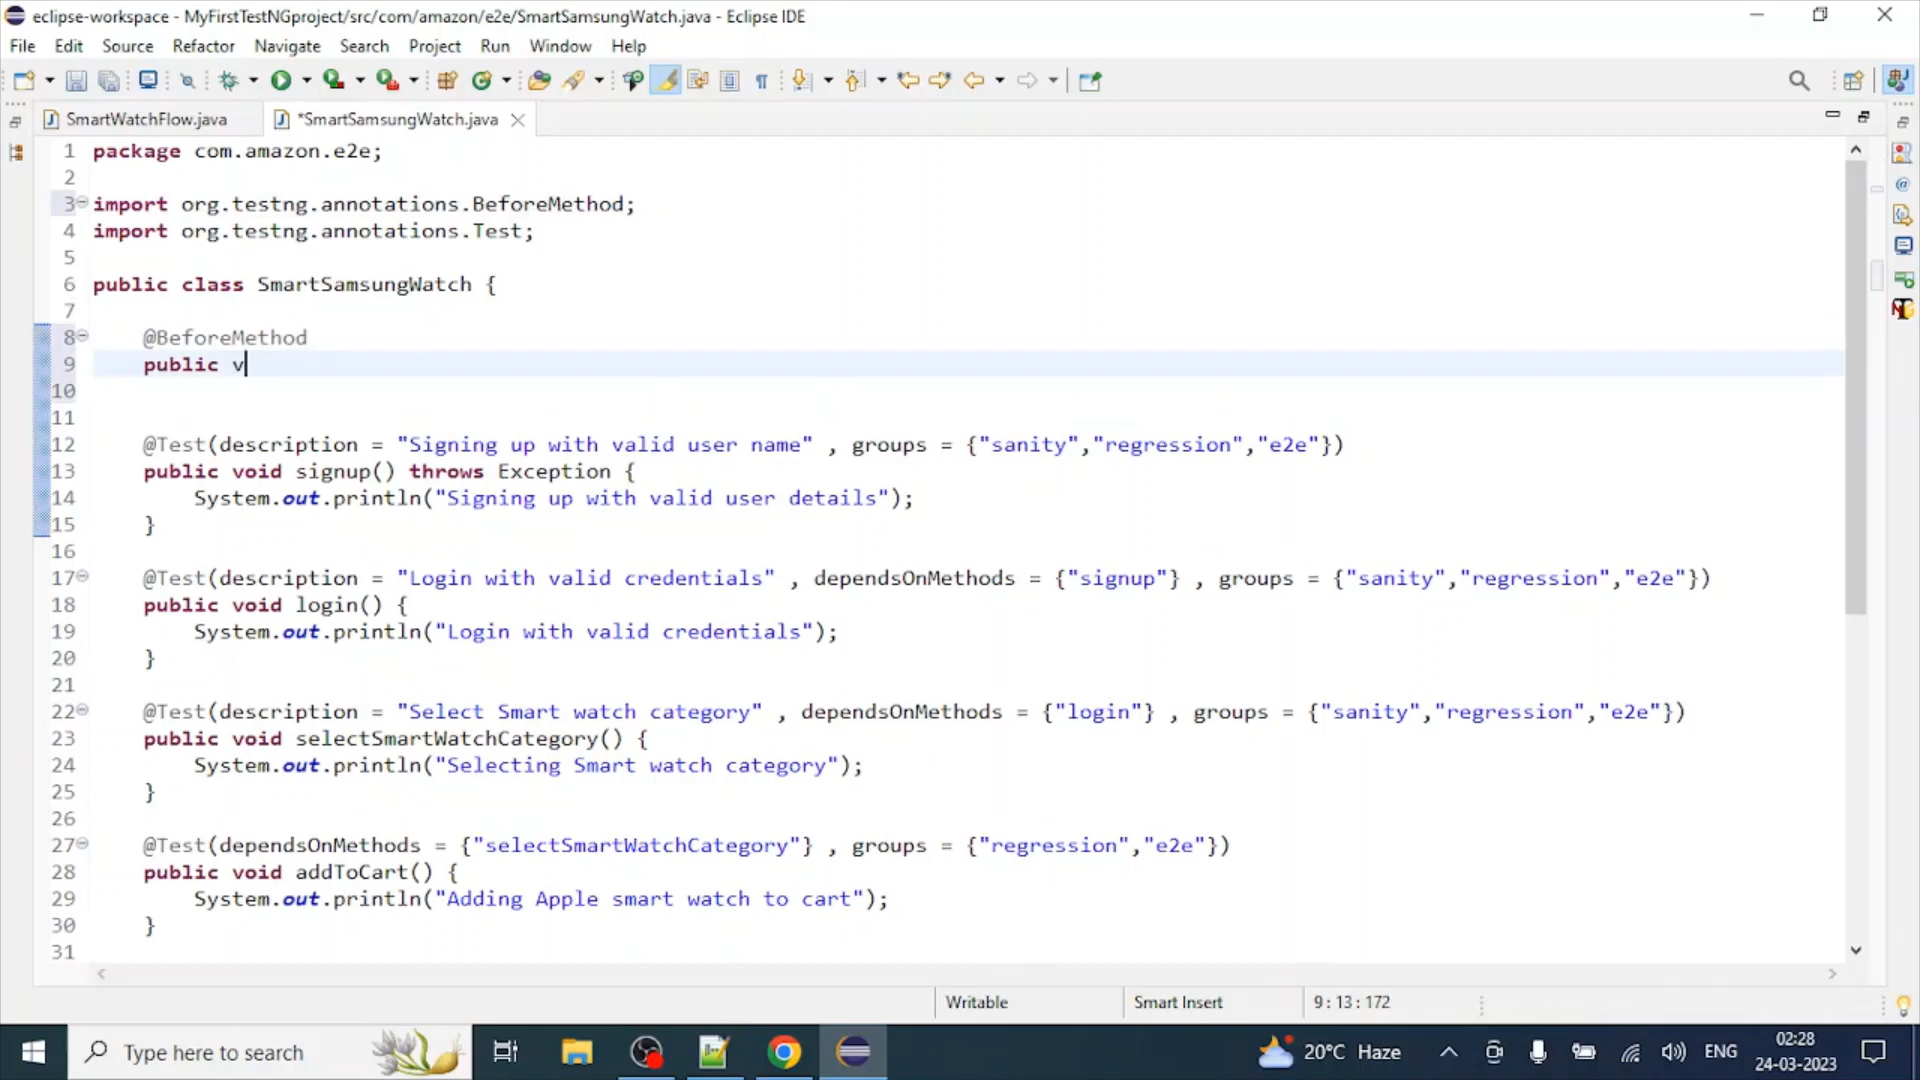 eclipse-workspace - MyFirstTestNGproject/src/com/amazon/e2e/SmartSamsungWatch.java - Eclipse IDE
File Edit Source Refactor Navigate Search Project Run Window Help
SmartWatchFlow.java *SmartSamsungWatch.java
1 package com.amazon.e2e;
2
3 import org.testng.annotations.BeforeMethod;
4 import org.testng.annotations.Test;
5
6 public class SmartSamsungWatch {
7
8 @BeforeMethod
9 public v
10
11
12 @Test(description = "Signing up with valid user name" , groups = {"sanity","regression","e2e"})
13 public void signup() throws Exception {
14 System.out.println("Signing up with valid user details");
15 }
16
17 @Test(description = "Login with valid credentials" , dependsOnMethods = {"signup"} , groups = {"sanity","regression","e2e"})
18 public void login() {
19 System.out.println("Login with valid credentials");
20 }
21
22 @Test(description = "Select Smart watch category" , dependsOnMethods = {"login"} , groups = {"sanity","regression","e2e"})
23 public void selectSmartWatchCategory() {
24 System.out.println("Selecting Smart watch category");
25 }
26
27 @Test(dependsOnMethods = {"selectSmartWatchCategory"} , groups = {"regression","e2e"})
28 public void addToCart() {
29 System.out.println("Adding Apple smart watch to cart");
30 }
31
Writable Smart Insert 9 : 13 : 172
Type here to search 20°C Haze ENG 02:28
24-03-2023